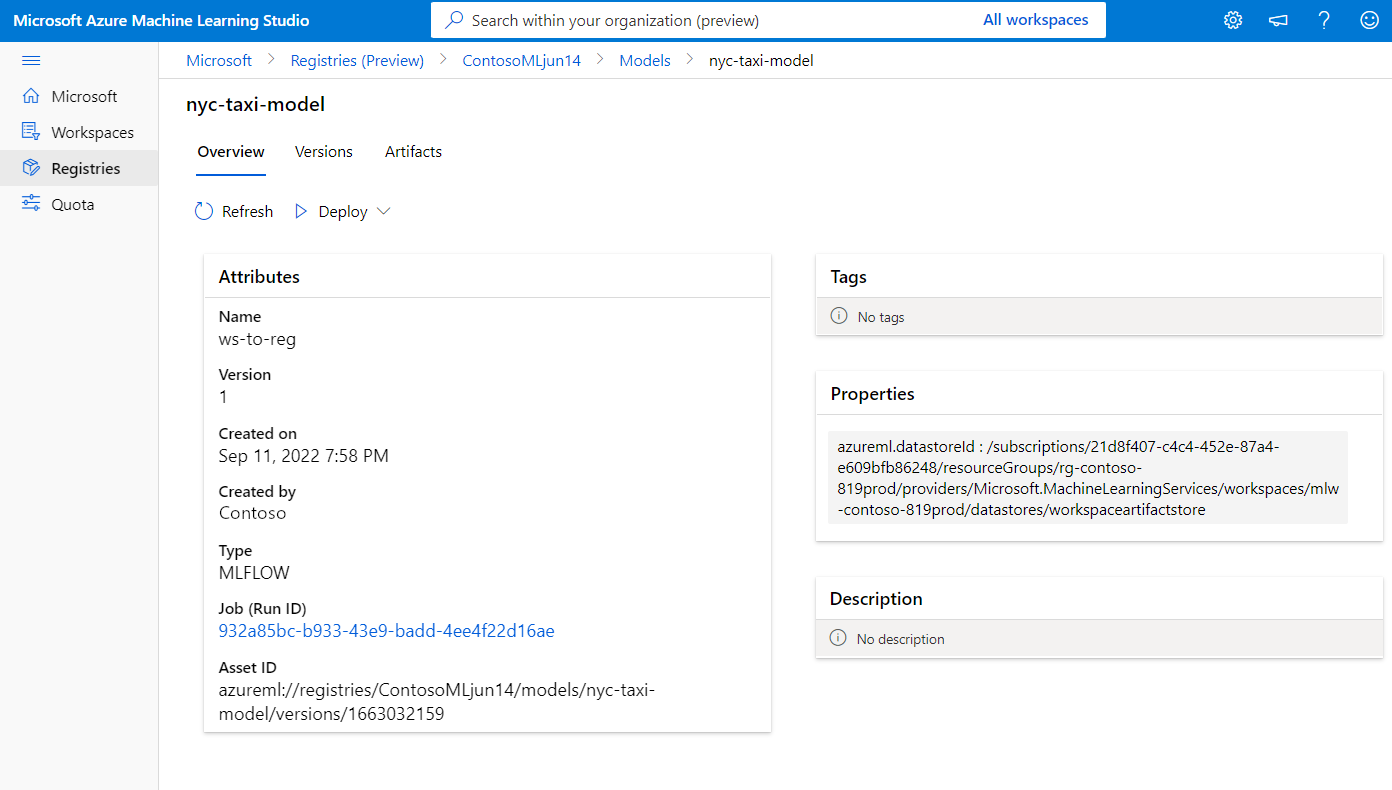 Microsoft Azure Machine Learning Studio
Search within your organization (preview)
All workspaces
Microsoft
Registries (Preview)
ContosoMLjun14
Models
nyc-taxi-model
Microsoft
Workspaces
Registries
Quota
nyc-taxi-model
Overview
Versions
Artifacts
Refresh
Deploy
Attributes
Name
ws-to-reg
Version
1
Created on
Sep 11, 2022 7:58 PM
Created by
Contoso
Type
MLFLOW
Job (Run ID)
932a85bc-b933-43e9-badd-4ee4f22d16ae
Asset ID
azureml://registries/ContosoMLjun14/models/nyc-taxi-
model/versions/1663032159
Tags
No tags
Properties
azureml.datastoreId : /subscriptions/21d8f407-c4c4-452e-87a4-
e609bfb86248/resourceGroups/rg-contoso-
819prod/providers/Microsoft.MachineLearningServices/workspaces/mlw
-contoso-819prod/datastores/workspaceartifactstore
Description
No description